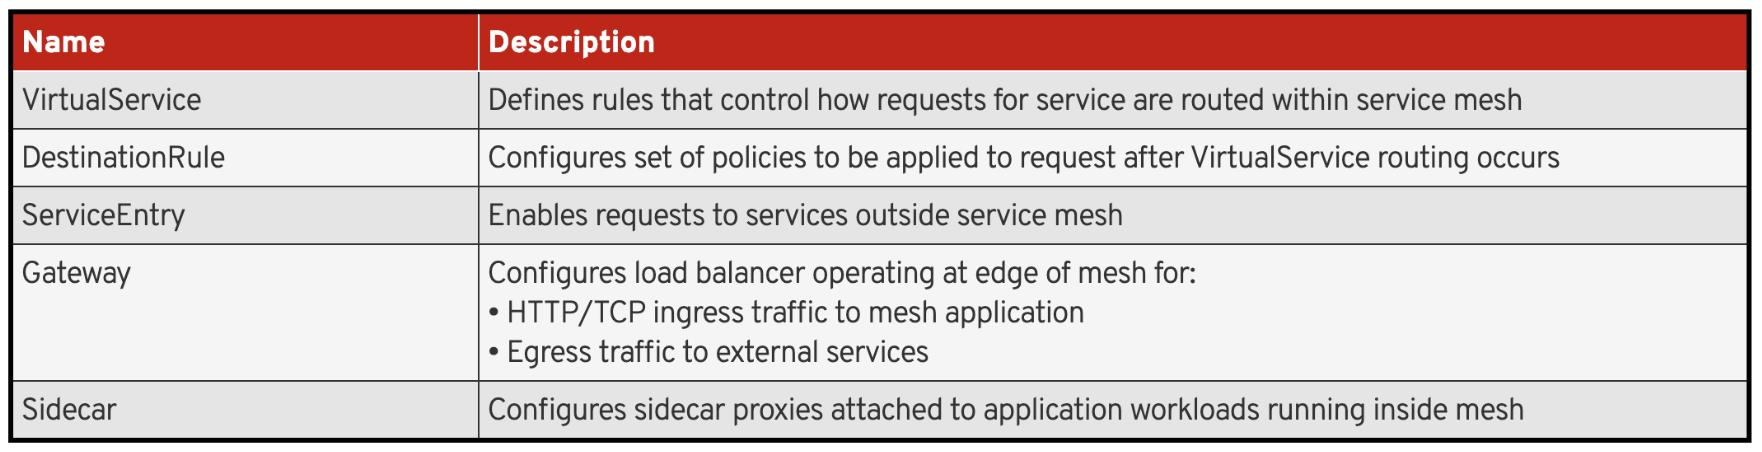 Name Description
VirtualService Defines rules that control how requests for service are routed within service mesh
DestinationRule Configures set of policies to be applied to request after VirtualService routing occurs
ServiceEntry Enables requests to services outside service mesh
Gateway Configures load balancer operating at edge of mesh for:
• HTTP/TCP ingress traffic to mesh application
• Egress traffic to external services
Sidecar Configures sidecar proxies attached to application workloads running inside mesh